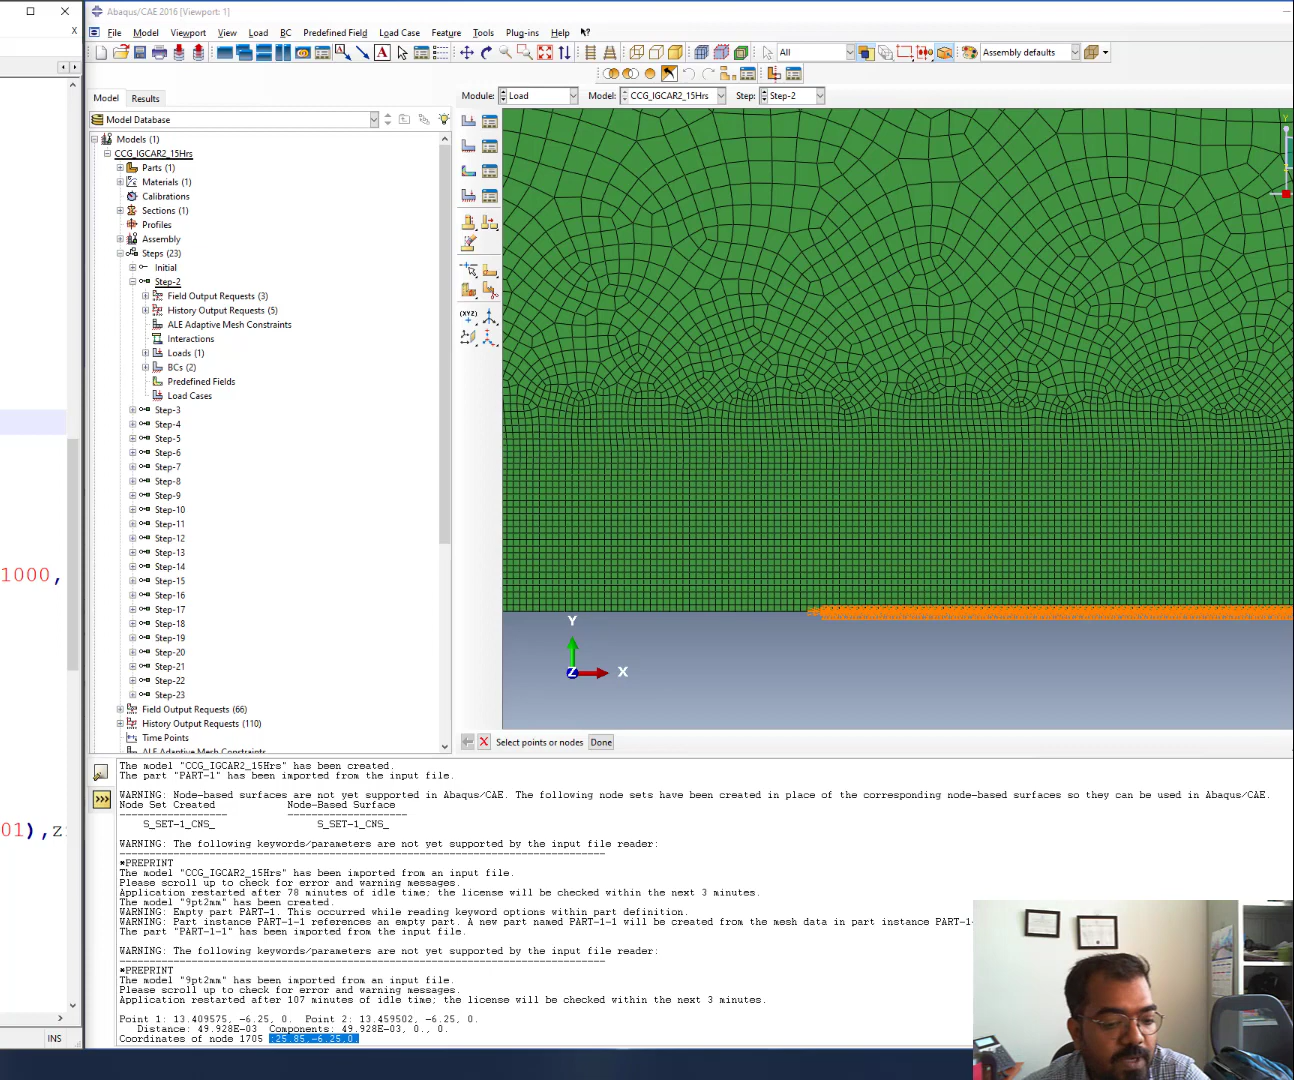 Abaqus/CAE 2016 [Viewport: 1]
File Model Viewport View Load BC Predefined Field Load Case Feature Tools Plug-ins Help
X
All
Assembly defaults
Model Results
Module: Load Model: CCG_IGCAR2_15Hrs Step: Step-2
Model Database
Models (1)
CCG_IGCAR2_15Hrs
Parts (1)
Materials (1)
Calibrations
Sections (1)
Profiles
Assembly
Steps (23)
Initial
Step-2
Field Output Requests (3)
History Output Requests (5)
ALE Adaptive Mesh Constraints
Interactions
Loads (1)
BCs (2)
Predefined Fields
Load Cases
Step-3
Step-4
Step-5
Step-6
Step-7
Step-8
Step-9
Step-10
Step-11
Step-12
Step-13
Step-14
Step-15
Step-16
Step-17
Step-18
Step-19
Step-20
Step-21
Step-22
Step-23
Field Output Requests (66)
History Output Requests (110)
Time Points
ALE Adaptive Mesh Constraints
1000,
01),z
INS
(XYZ)
Y
Y
Z X
Select points or nodes Done
The model "CCG_IGCAR2_15Hrs" has been created.
The part "PART-1" has been imported from the input file.
WARNING: Node-based surfaces are not yet supported in Abaqus/CAE. The following node sets have been created in place of the corresponding node-based surfaces so they can be used in Abaqus/CAE.
Node Set Created Node-Based Surface
------------------ --------------------
S_SET-1_CNS_ S_SET-1_CNS_
WARNING: The following keywords/parameters are not yet supported by the input file reader:
---------------------------------------------------------------------------------
*PREPRINT
The model "CCG_IGCAR2_15Hrs" has been imported from an input file.
Please scroll up to check for error and warning messages.
Application restarted after 78 minutes of idle time; the license will be checked within the next 3 minutes.
The model "9pt2mm" has been created.
WARNING: Empty part PART-1. This occurred while reading keyword options within part definition.
WARNING: Part instance PART-1-1 references an empty part. A new part named PART-1-1 will be created from the mesh data in part instance PART-1-
The part "PART-1-1" has been imported from the input file.
WARNING: The following keywords/parameters are not yet supported by the input file reader:
---------------------------------------------------------------------------------
*PREPRINT
The model "9pt2mm" has been imported from an input file.
Please scroll up to check for error and warning messages.
Application restarted after 107 minutes of idle time; the license will be checked within the next 3 minutes.
Point 1: 13.409575, -6.25, 0. Point 2: 13.459502, -6.25, 0.
Distance: 49.928E-03 Components: 49.928E-03, 0., 0.
Coordinates of node 1705 :25.85,-6.25,0.